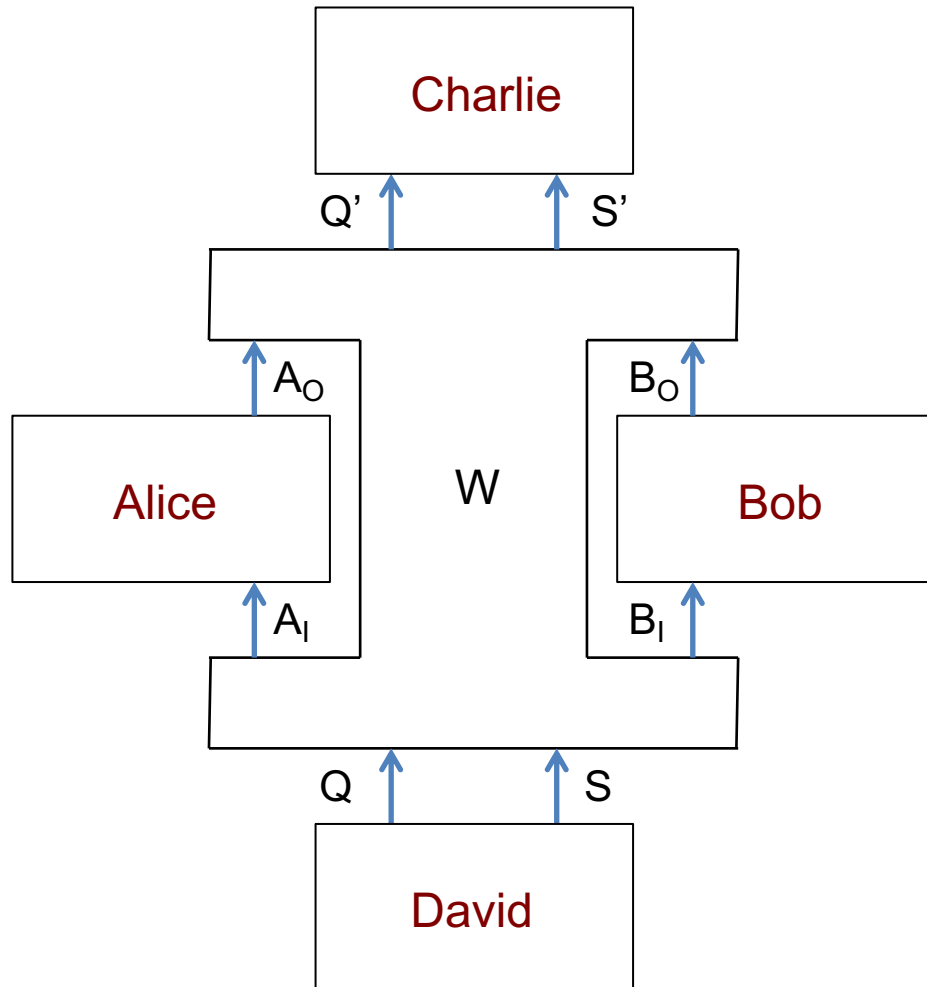 Charlie
Q’ S’
A_O B_O
Alice W Bob
A_I B_I
Q S
David